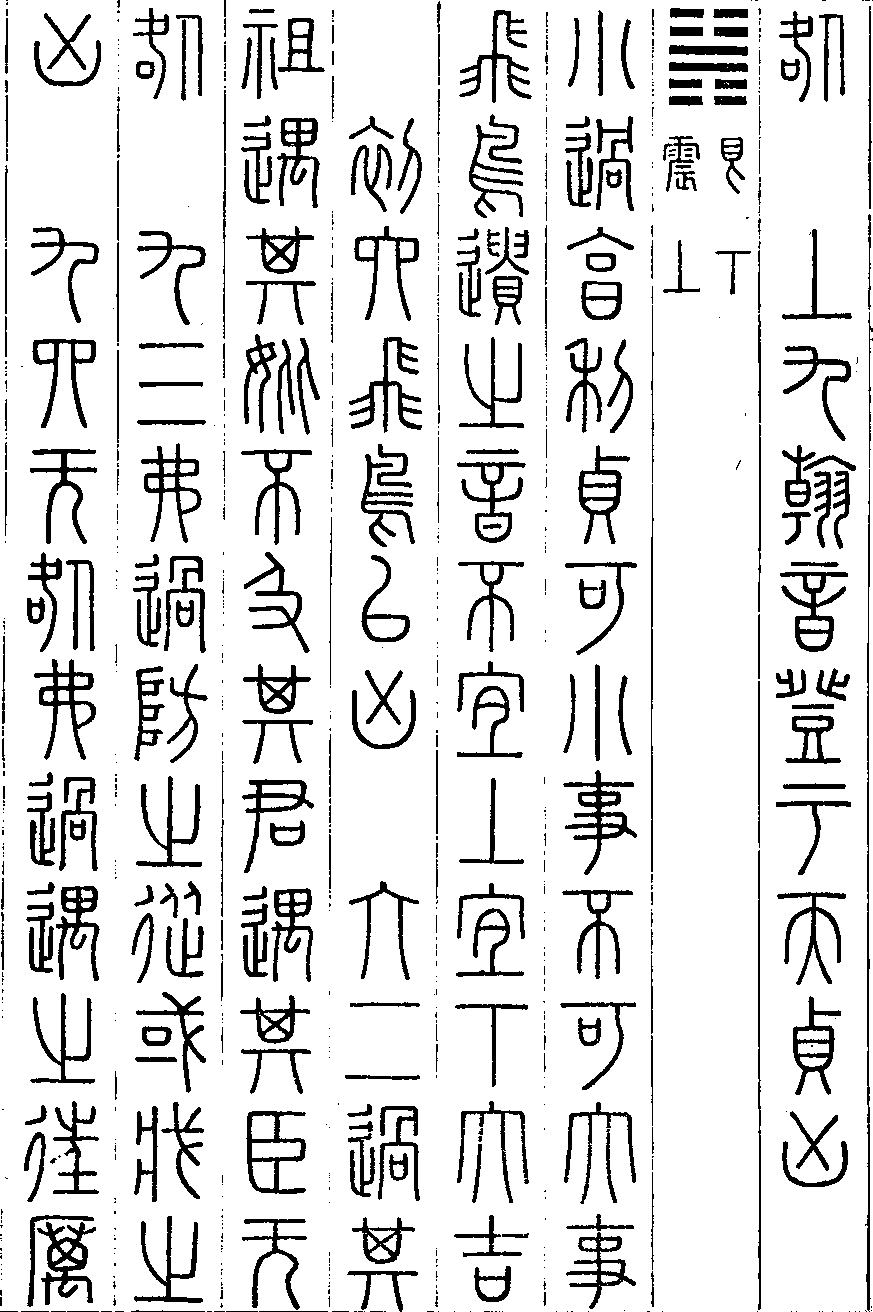 咎　上九翰音登于天貞凶
䷽ 艮下
震上
小過亨利貞可小事不可大事
飛鳥遺之音不宜上宜下大吉
初六飛鳥以凶　六二過其
祖遇其妣不及其君遇其臣无
咎　九三弗過防之從或戕之
凶　九四无咎弗過遇之往厲